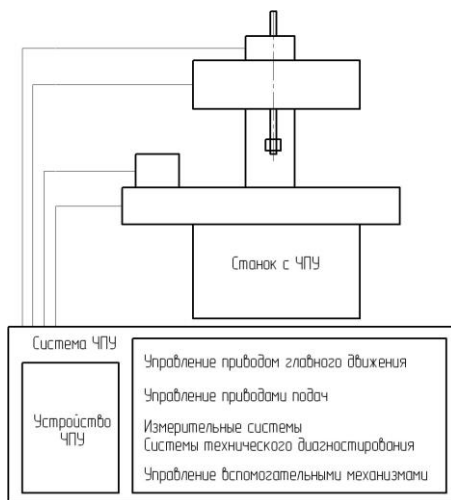 Станок с ЧПУ
Система ЧПУ
Устройство
ЧПУ
Управление приводом главного движения
Управление приводами подач
Измерительные системы
Системы технического диагностирования
Управление вспомогательными механизмами